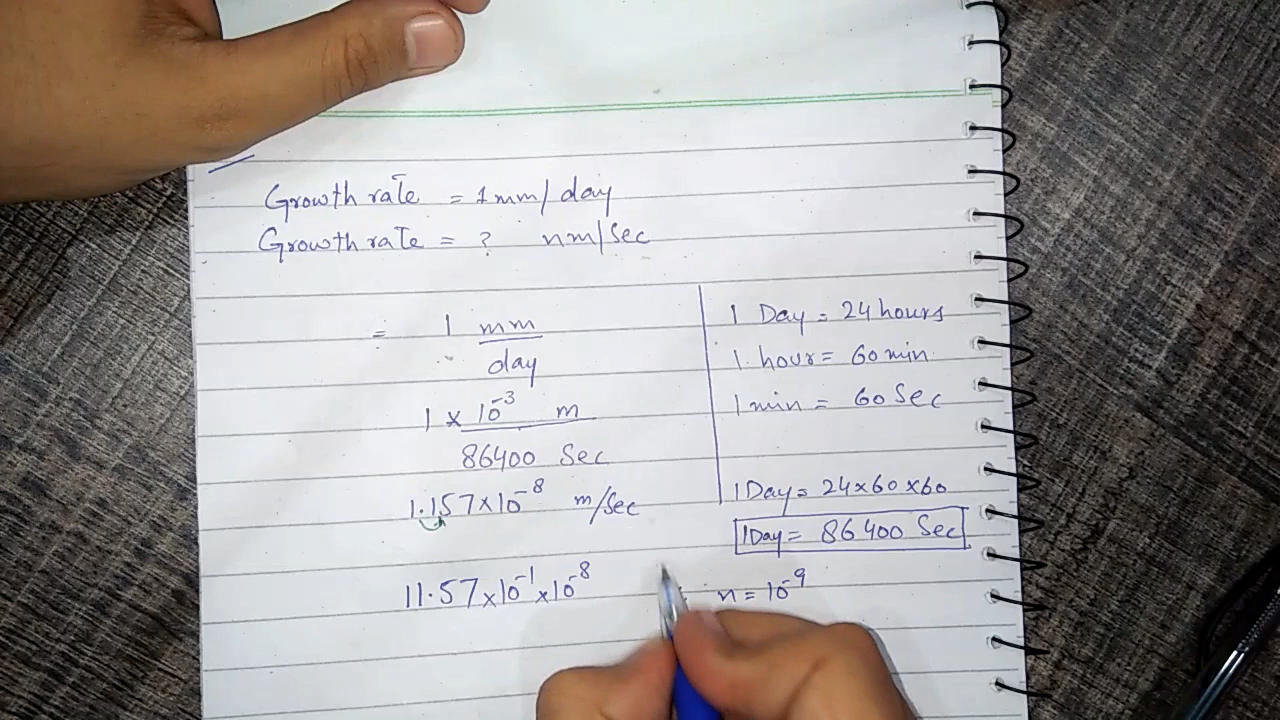 Growth rate = 1mm/day
Growth rate = ? nm/Sec
= 1 mm
day
1 × 10⁻³ m
86400 Sec
1.157×10⁻⁸ m/Sec
11.57×10⁻¹×10⁻⁸
1 Day = 24 hours
1 hour = 60 min
1 min = 60 Sec
1 Day = 24×60×60
1 Day = 86400 Sec
n = 10⁻⁹